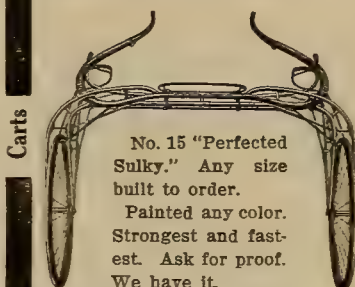 Carts
No. 15 "Perfected
Sulky." Any size
built to order.
Painted any color.
Strongest and fast-
est. Ask for proof.
We have it.